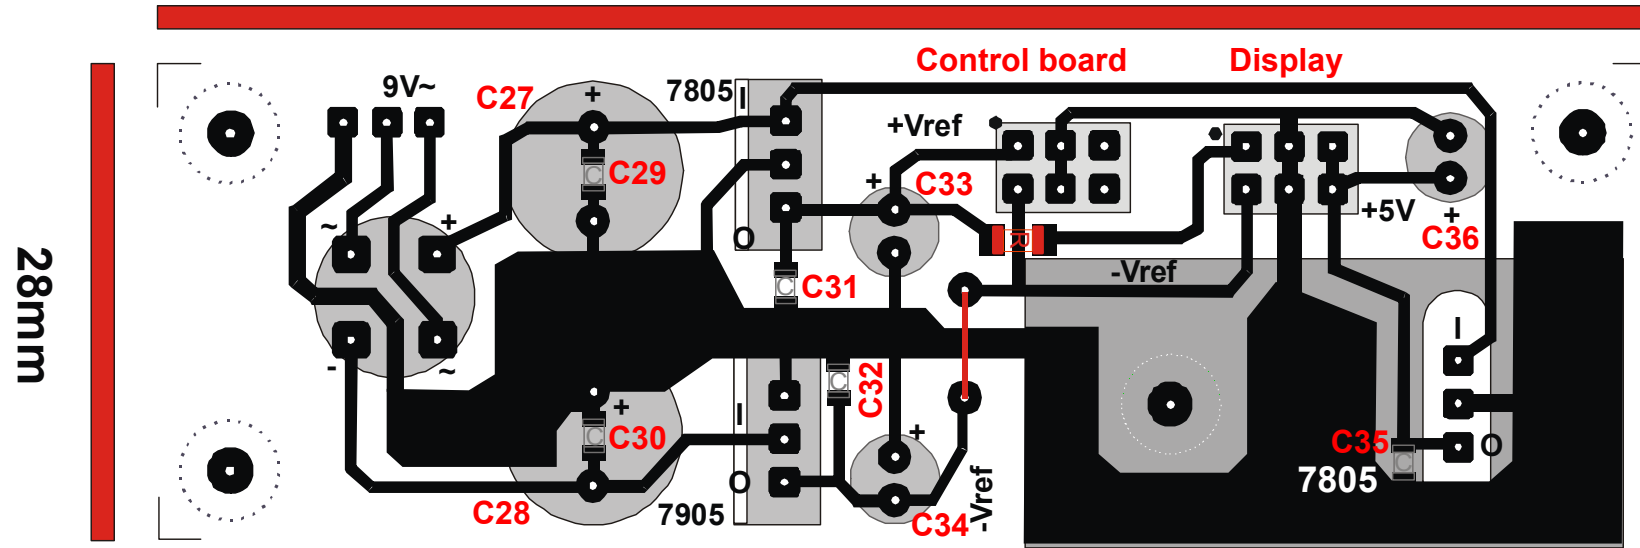 Control board
Display
9V~
C27
+
7805
I
+Vref
C29
+
C33
R
+5V
+
C36
~
+
O
-Vref
C
C31
I
-
~
C32
+
C30
I
+
C35
O
C28
7905
O
C34
-Vref
7805
28mm